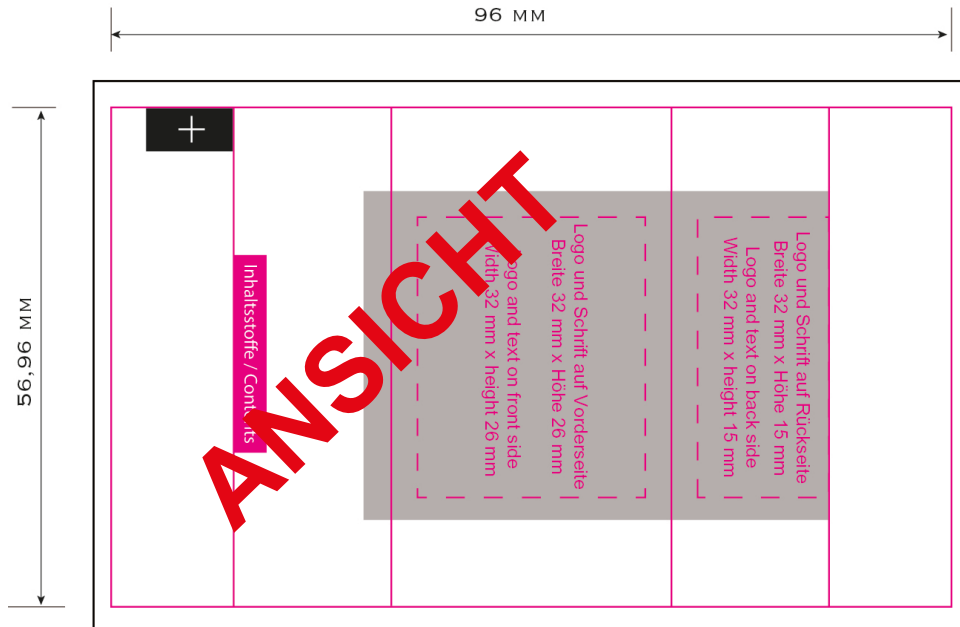 96 MM
56,96 MM
Inhaltsstoffe / Contents
Logo und Schrift auf Vorderseite
Breite 32 mm x Höhe 26 mm
Logo and text on front side
Width 32 mm x height 26 mm
Logo und Schrift auf Rückseite
Breite 32 mm x Höhe 15 mm
Logo and text on back side
Width 32 mm x height 15 mm
ANSICHT